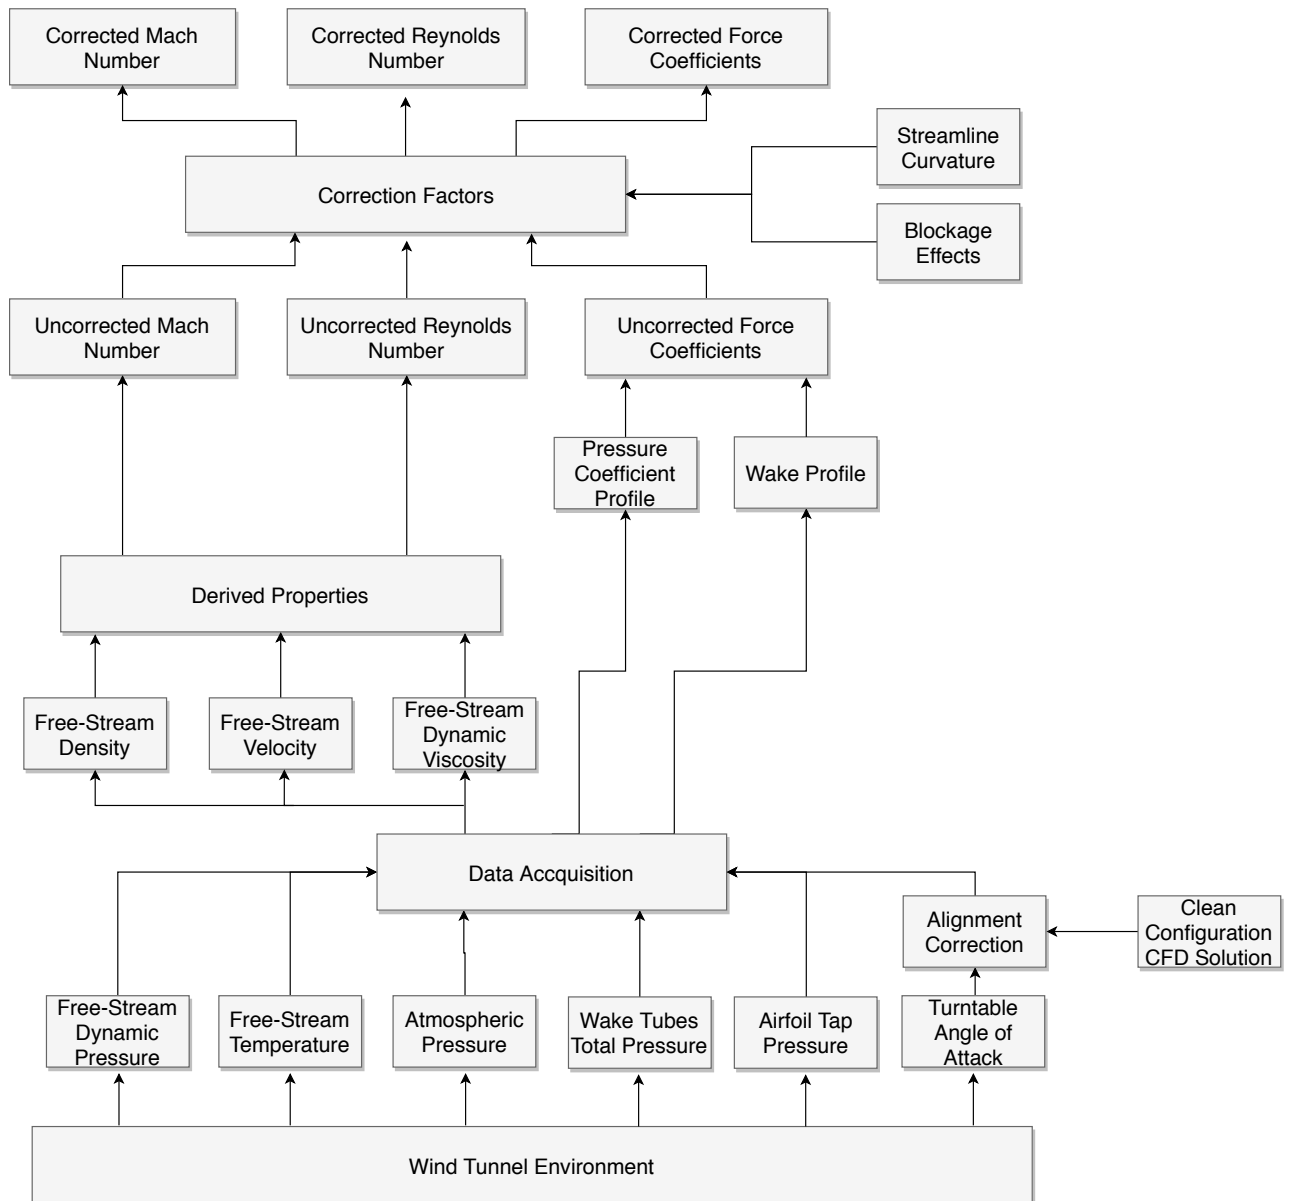 Corrected Mach
Number
Corrected Reynolds
Number
Corrected Force
Coefficients
Streamline
Curvature
Correction Factors
Blockage
Effects
Uncorrected Mach
Number
Uncorrected Reynolds
Number
Uncorrected Force
Coefficients
Pressure
Coefficient
Profile
Wake Profile
Derived Properties
Free-Stream
Density
Free-Stream
Velocity
Free-Stream
Dynamic
Viscosity
Data Accquisition
Alignment
Correction
Clean
Configuration
CFD Solution
Free-Stream
Dynamic
Pressure
Free-Stream
Temperature
Atmospheric
Pressure
Wake Tubes
Total Pressure
Airfoil Tap
Pressure
Turntable
Angle of
Attack
Wind Tunnel Environment